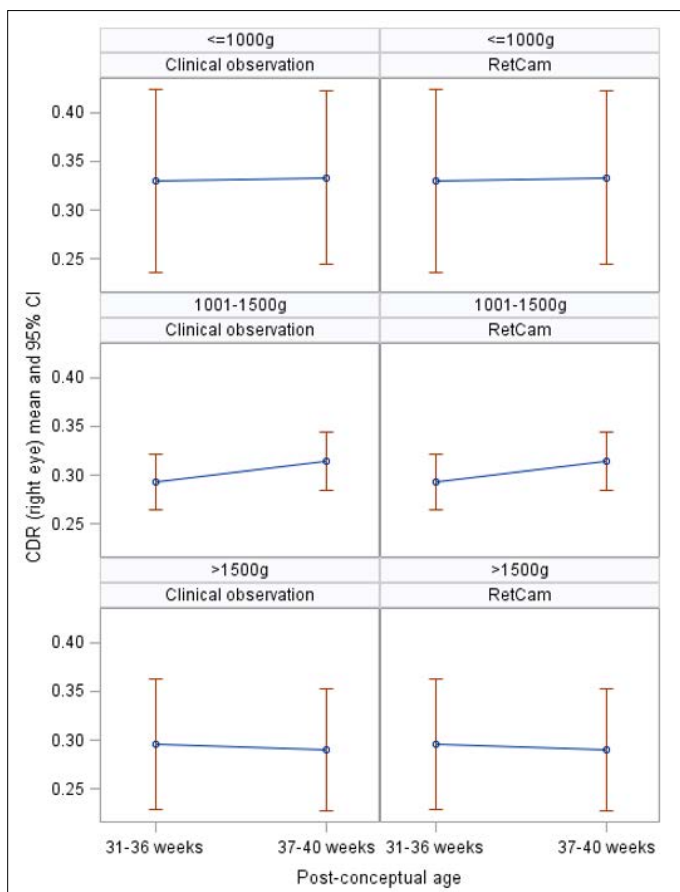 <=1000g <=1000g
Clinical observation RetCam
0.40
0.35
0.30
0.25
1001-1500g 1001-1500g
Clinical observation RetCam
0.40
0.35
0.30
0.25
>1500g >1500g
Clinical observation RetCam
0.40
0.35
0.30
0.25
CDR (right eye) mean and 95% CI
31-36 weeks 37-40 weeks 31-36 weeks 37-40 weeks
Post-conceptual age